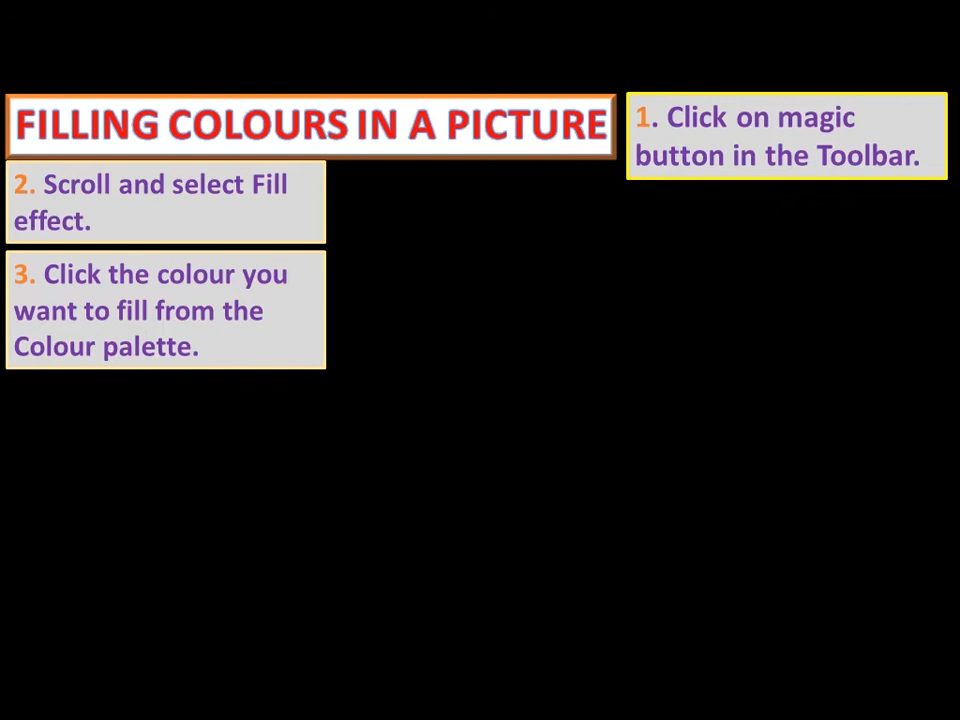 FILLING COLOURS IN A PICTURE
1. Click on magic
button in the Toolbar.
2. Scroll and select Fill
effect.
3. Click the colour you
want to fill from the
Colour palette.